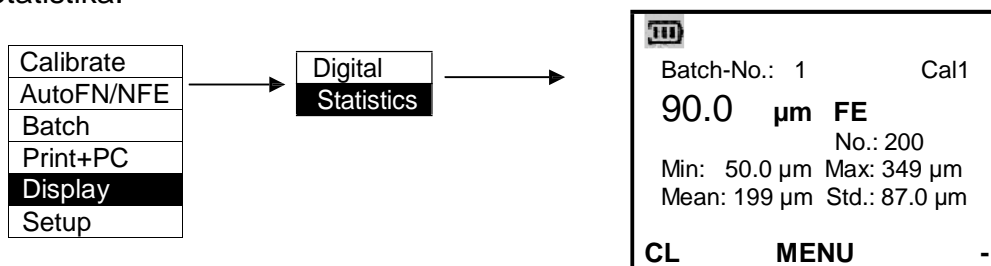 statistika.
Calibrate
AutoFN/NFE
Batch
Print+PC
Display
Setup
Digital
Statistics
Batch-No.: 1 Cal1
90.0 µm FE
No.: 200
Min: 50.0 µm Max: 349 µm
Mean: 199 µm Std.: 87.0 µm
CL MENU -